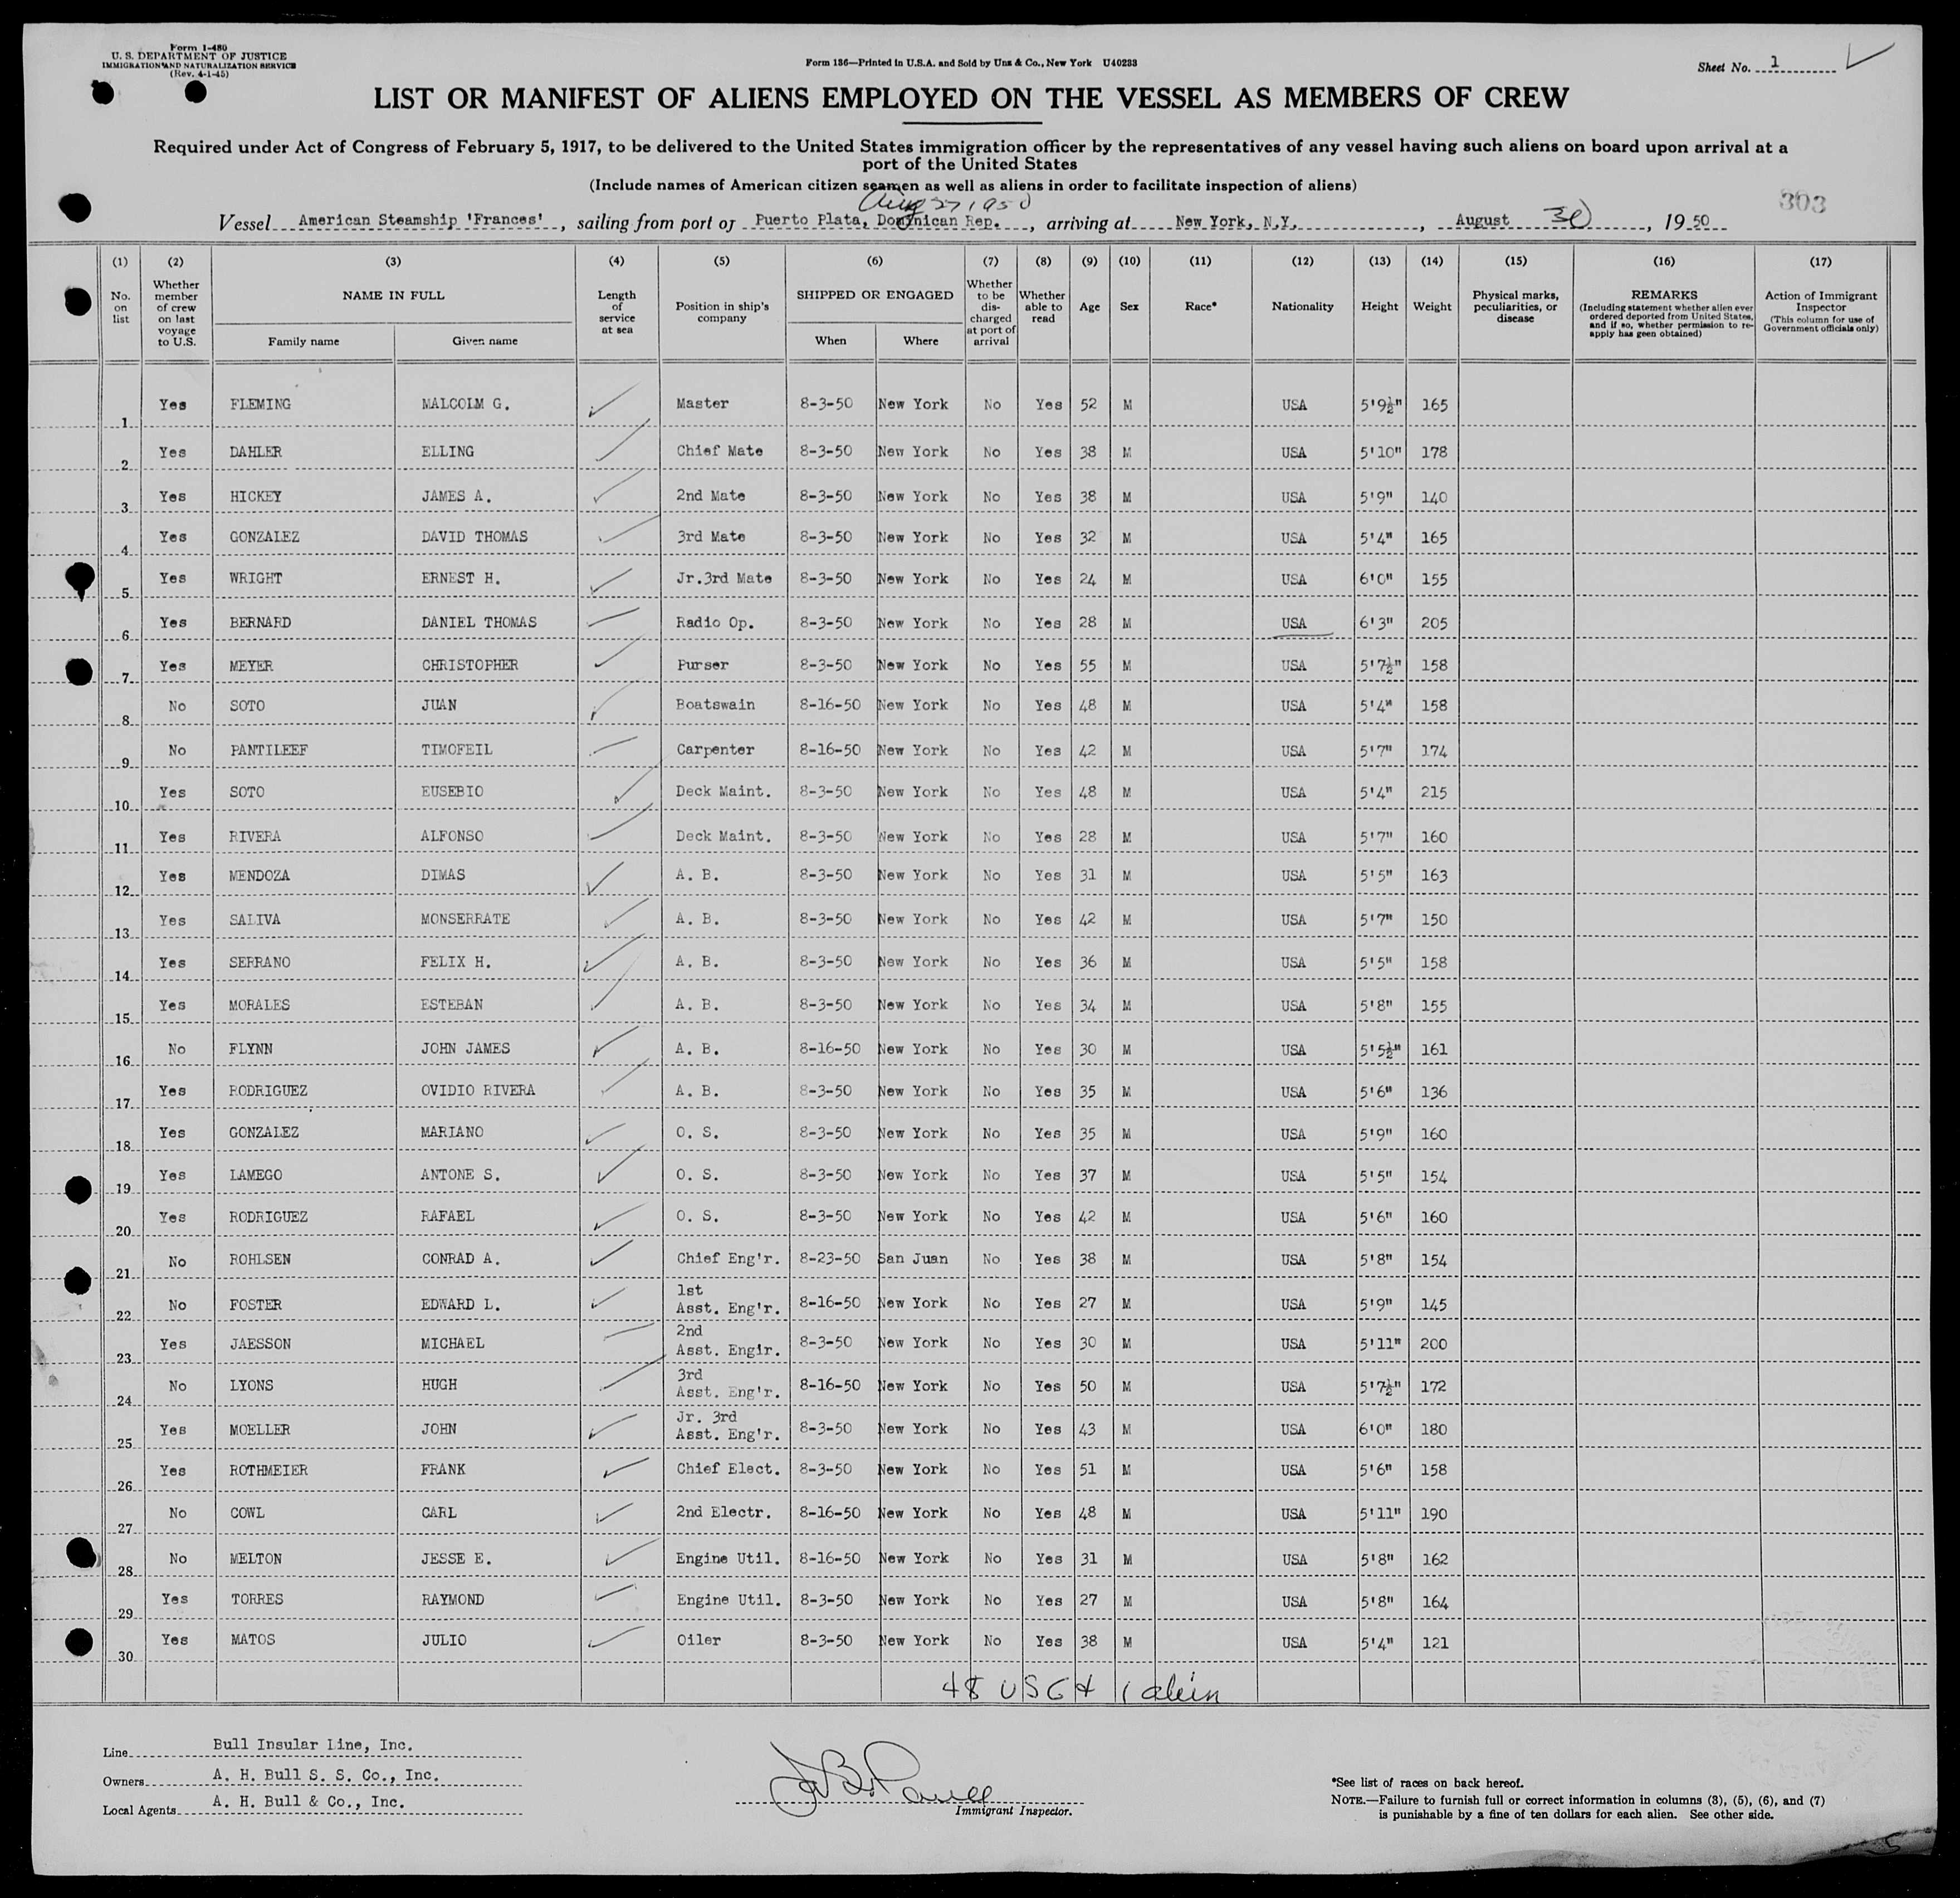 Form I-480
U. S. DEPARTMENT OF JUSTICE
IMMIGRATION AND NATURALIZATION SERVICE
(Rev. 4-1-45)
Form 136—Printed in U.S.A. and Sold by Unz & Co., New York U40233
Sheet No. 1
LIST OR MANIFEST OF ALIENS EMPLOYED ON THE VESSEL AS MEMBERS OF CREW
Required under Act of Congress of February 5, 1917, to be delivered to the United States immigration officer by the representatives of any vessel having such aliens on board upon arrival at a
port of the United States
(Include names of American citizen seamen as well as aliens in order to facilitate inspection of aliens)
Aug 27 1950
303
Vessel American Steamship 'Frances', sailing from port of Puerto Plata, Dominican Rep., arriving at New York, N.Y., August 30, 1950
(1) (2) (3) (4) (5) (6) (7) (8) (9) (10) (11) (12) (13) (14) (15) (16) (17)
No. on list
Whether member of crew on last voyage to U.S.
NAME IN FULL
Family name Given name
Length of service at sea
Position in ship's company
SHIPPED OR ENGAGED
When Where
Whether to be discharged at port of arrival
Whether able to read
Age
Sex
Race*
Nationality
Height
Weight
Physical marks, peculiarities, or disease
REMARKS
(Including statement whether alien ever ordered deported from United States, and if so, whether permission to re-apply has geen obtained)
Action of Immigrant Inspector
(This column for use of Government officials only)
1 Yes FLEMING MALCOLM G. Master 8-3-50 New York No Yes 52 M USA 5'9½" 165
2 Yes DAHLER ELLING Chief Mate 8-3-50 New York No Yes 38 M USA 5'10" 178
3 Yes HICKEY JAMES A. 2nd Mate 8-3-50 New York No Yes 38 M USA 5'9" 140
4 Yes GONZALEZ DAVID THOMAS 3rd Mate 8-3-50 New York No Yes 32 M USA 5'4" 165
5 Yes WRIGHT ERNEST H. Jr.3rd Mate 8-3-50 New York No Yes 24 M USA 6'0" 155
6 Yes BERNARD DANIEL THOMAS Radio Op. 8-3-50 New York No Yes 28 M USA 6'3" 205
7 Yes MEYER CHRISTOPHER Purser 8-3-50 New York No Yes 55 M USA 5'7½" 158
8 No SOTO JUAN Boatswain 8-16-50 New York No Yes 48 M USA 5'4" 158
9 No PANTILEEF TIMOFEIL Carpenter 8-16-50 New York No Yes 42 M USA 5'7" 174
10 Yes SOTO EUSEBIO Deck Maint. 8-3-50 New York No Yes 48 M USA 5'4" 215
11 Yes RIVERA ALFONSO Deck Maint. 8-3-50 New York No Yes 28 M USA 5'7" 160
12 Yes MENDOZA DIMAS A. B. 8-3-50 New York No Yes 31 M USA 5'5" 163
13 Yes SALIVA MONSERRATE A. B. 8-3-50 New York No Yes 42 M USA 5'7" 150
14 Yes SERRANO FELIX H. A. B. 8-3-50 New York No Yes 36 M USA 5'5" 158
15 Yes MORALES ESTEBAN A. B. 8-3-50 New York No Yes 34 M USA 5'8" 155
16 No FLYNN JOHN JAMES A. B. 8-16-50 New York No Yes 30 M USA 5'5½" 161
17 Yes RODRIGUEZ OVIDIO RIVERA A. B. 8-3-50 New York No Yes 35 M USA 5'6" 136
18 Yes GONZALEZ MARIANO O. S. 8-3-50 New York No Yes 35 M USA 5'9" 160
19 Yes LAMEGO ANTONE S. O. S. 8-3-50 New York No Yes 37 M USA 5'5" 154
20 Yes RODRIGUEZ RAFAEL O. S. 8-3-50 New York No Yes 42 M USA 5'6" 160
21 No ROHLSEN CONRAD A. Chief Eng'r. 8-23-50 San Juan No Yes 38 M USA 5'8" 154
22 No FOSTER EDWARD L. 1st Asst. Eng'r. 8-16-50 New York No Yes 27 M USA 5'9" 145
23 Yes JAESSON MICHAEL 2nd Asst. Eng'r. 8-3-50 New York No Yes 30 M USA 5'11" 200
24 No LYONS HUGH 3rd Asst. Eng'r. 8-16-50 New York No Yes 50 M USA 5'7½" 172
25 Yes MOELLER JOHN Jr. 3rd Asst. Eng'r. 8-3-50 New York No Yes 43 M USA 6'0" 180
26 Yes ROTHMEIER FRANK Chief Elect. 8-3-50 New York No Yes 51 M USA 5'6" 158
27 No COWL CARL 2nd Electr. 8-16-50 New York No Yes 48 M USA 5'11" 190
28 No MELTON JESSE E. Engine Util. 8-16-50 New York No Yes 31 M USA 5'8" 162
29 Yes TORRES RAYMOND Engine Util. 8-3-50 New York No Yes 27 M USA 5'8" 164
30 Yes MATOS JULIO Oiler 8-3-50 New York No Yes 38 M USA 5'4" 121
48 USC + 1 alien
Line Bull Insular Line, Inc.
Owners A. H. Bull S. S. Co., Inc.
Local Agents A. H. Bull & Co., Inc.
Immigrant Inspector.
*See list of races on back hereof.
NOTE.—Failure to furnish full or correct information in columns (3), (5), (6), and (7)
is punishable by a fine of ten dollars for each alien. See other side.